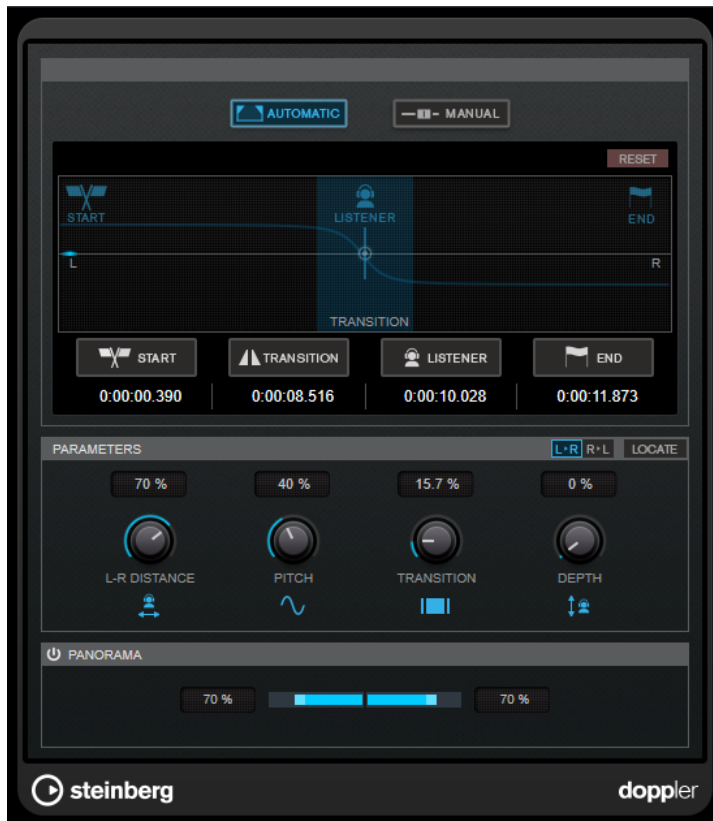 AUTOMATIC MANUAL
RESET
START LISTENER END
L R
TRANSITION
START TRANSITION LISTENER END
0:00:00.390 0:00:08.516 0:00:10.028 0:00:11.873
PARAMETERS L‣R R‣L LOCATE
70 % 40 % 15.7 % 0 %
L-R DISTANCE PITCH TRANSITION DEPTH
PANORAMA
70 % 70 %
steinberg doppler